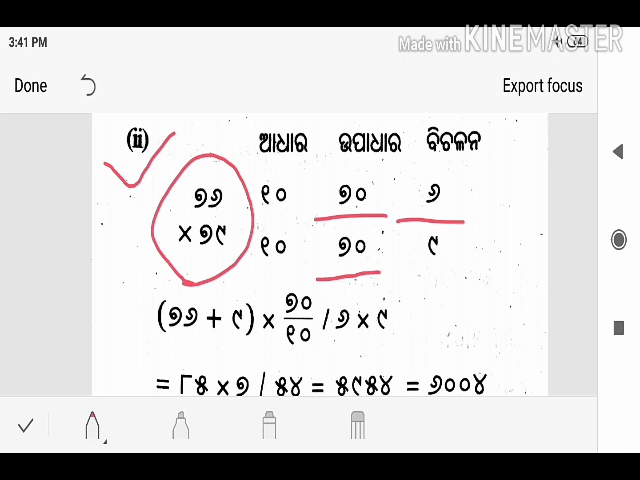 3:41 PM
Made with KINEMASTER
Done
Export focus
(ii) ଆଧାର ଉପାଧାର ବିଚଳନ
୭୬ ୧୦ ୭୦ ୬
× ୭୯ ୧୦ ୭୦ ୯
(୭୬ + ୯) × ୭୦/୧୦ / ୬ × ୯
= ୮୫ × ୭ / ୫୪ = ୫୯୫୪ = ୬୦୦୪